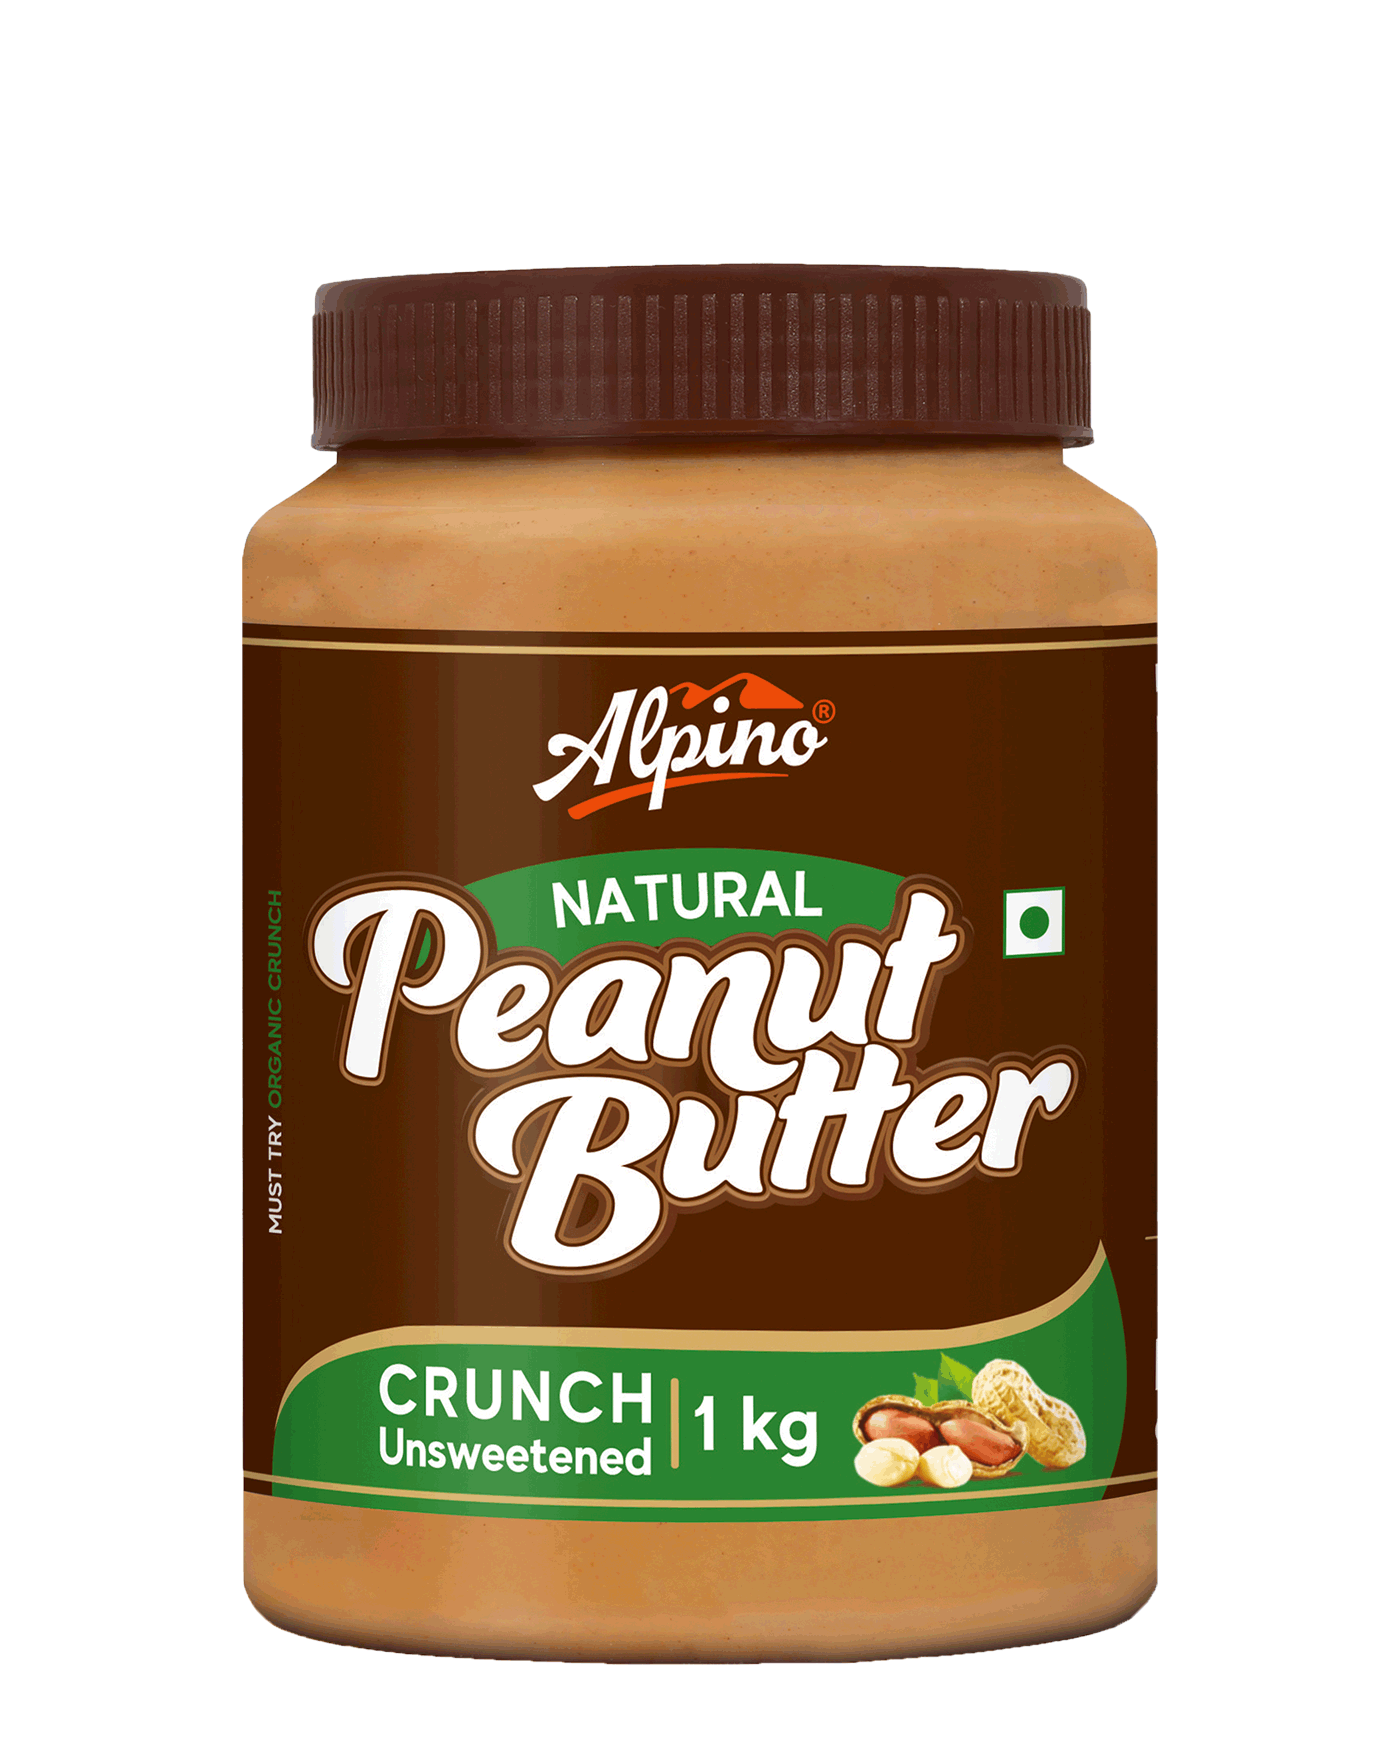 Alpino®
NATURAL
Peanut
Butter
MUST TRY ORGANIC CRUNCH
CRUNCH
Unsweetened
1 kg